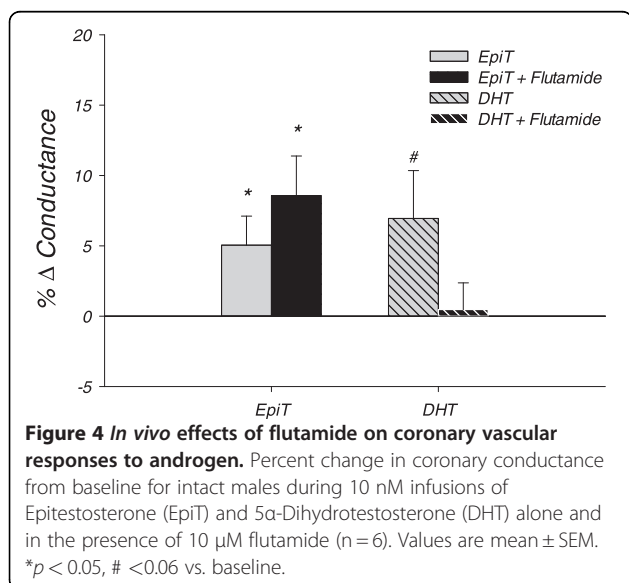 20
15
10
5
0
-5
% Δ Conductance
EpiT
EpiT + Flutamide
DHT
DHT + Flutamide
*
*
#
EpiT
DHT
Figure 4 In vivo effects of flutamide on coronary vascular
responses to androgen. Percent change in coronary conductance
from baseline for intact males during 10 nM infusions of
Epitestosterone (EpiT) and 5α-Dihydrotestosterone (DHT) alone and
in the presence of 10 μM flutamide (n = 6). Values are mean ± SEM.
*p < 0.05, # <0.06 vs. baseline.